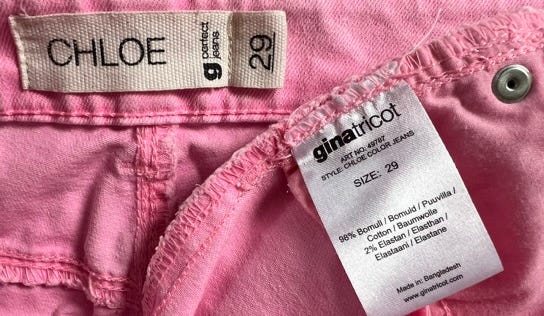 CHLOE
g perfect jeans
29
ginatricot
ART NO: 49787
STYLE: CHLOE COLOR JEANS
SIZE: 29
98% Bomull / Bomuld / Puuvilla /
Cotton / Baumwolle
2% Elastan / Elasthan /
Elastaani / Elastane
Made in: Bangladesh
www.ginatricot.com